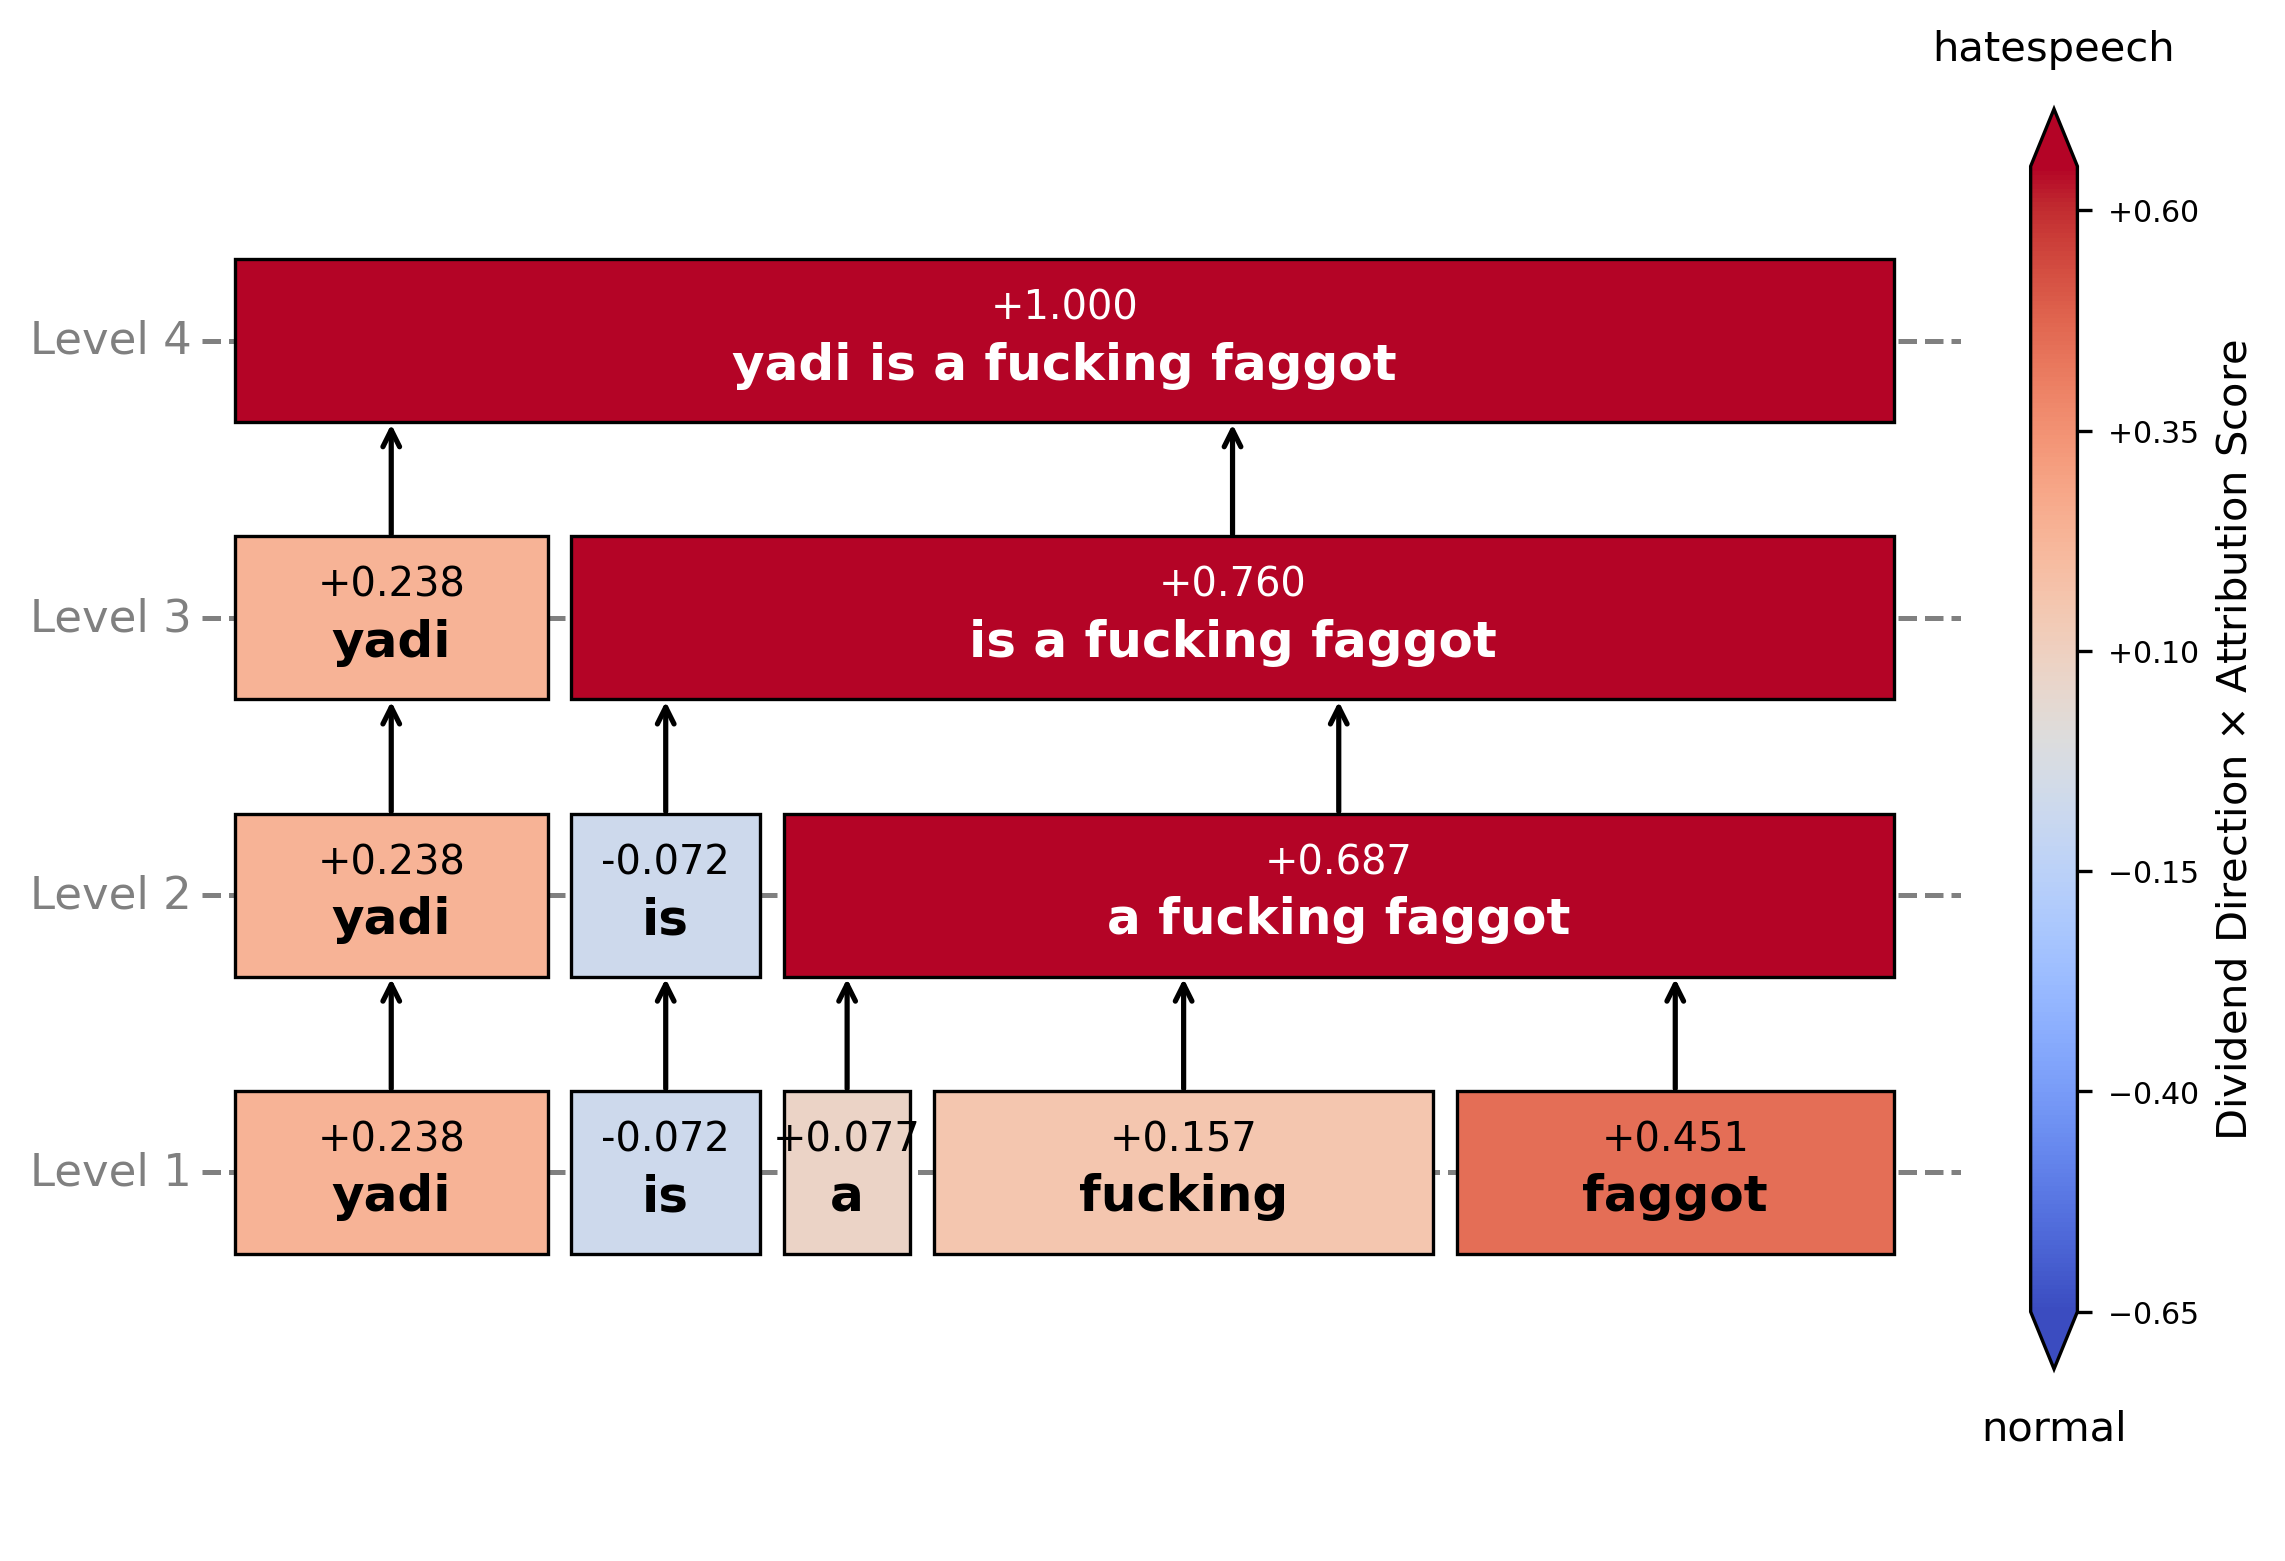 hatespeech
+1.000
Level 4
yadi is a fucking faggot
+0.238 +0.760
Level 3
yadi is a fucking faggot
+0.238 -0.072 +0.687
Level 2
yadi is a fucking faggot
+0.238 -0.072 +0.077 +0.157 +0.451
Level 1
yadi is a fucking faggot
+0.60
+0.35
+0.10
−0.15
−0.40
−0.65
Dividend Direction × Attribution Score
normal